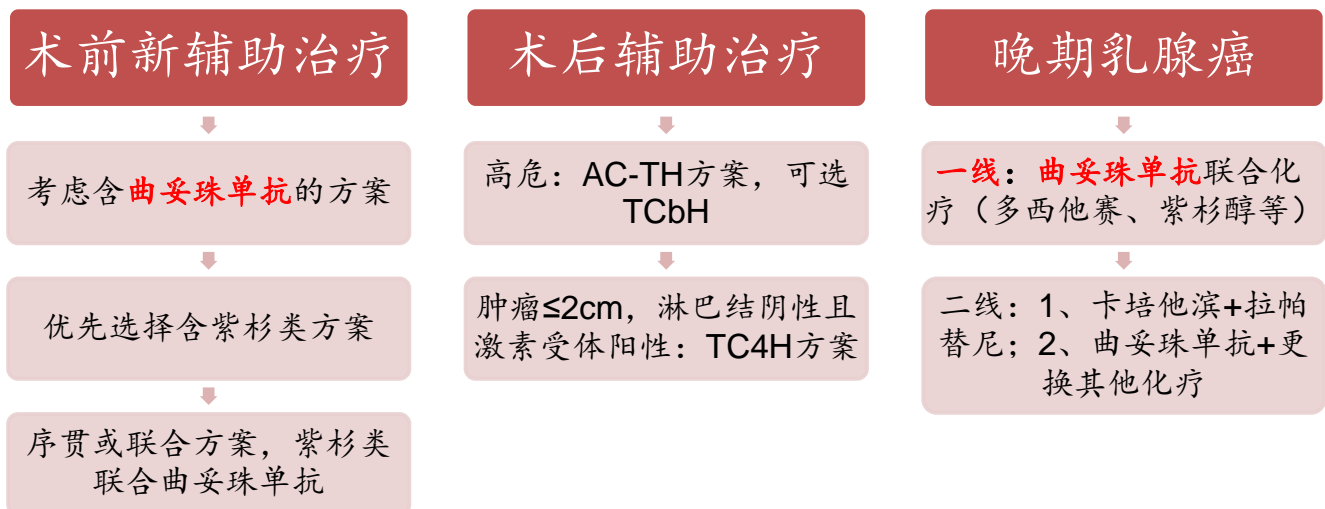 术前新辅助治疗
考虑含曲妥珠单抗的方案
优先选择含紫杉类方案
序贯或联合方案，紫杉类
联合曲妥珠单抗
术后辅助治疗
高危：AC-TH方案，可选
TCbH
肿瘤≤2cm，淋巴结阴性且
激素受体阳性：TC4H方案
晚期乳腺癌
一线：曲妥珠单抗联合化
疗（多西他赛、紫杉醇等）
二线：1、卡培他滨+拉帕
替尼；2、曲妥珠单抗+更
换其他化疗